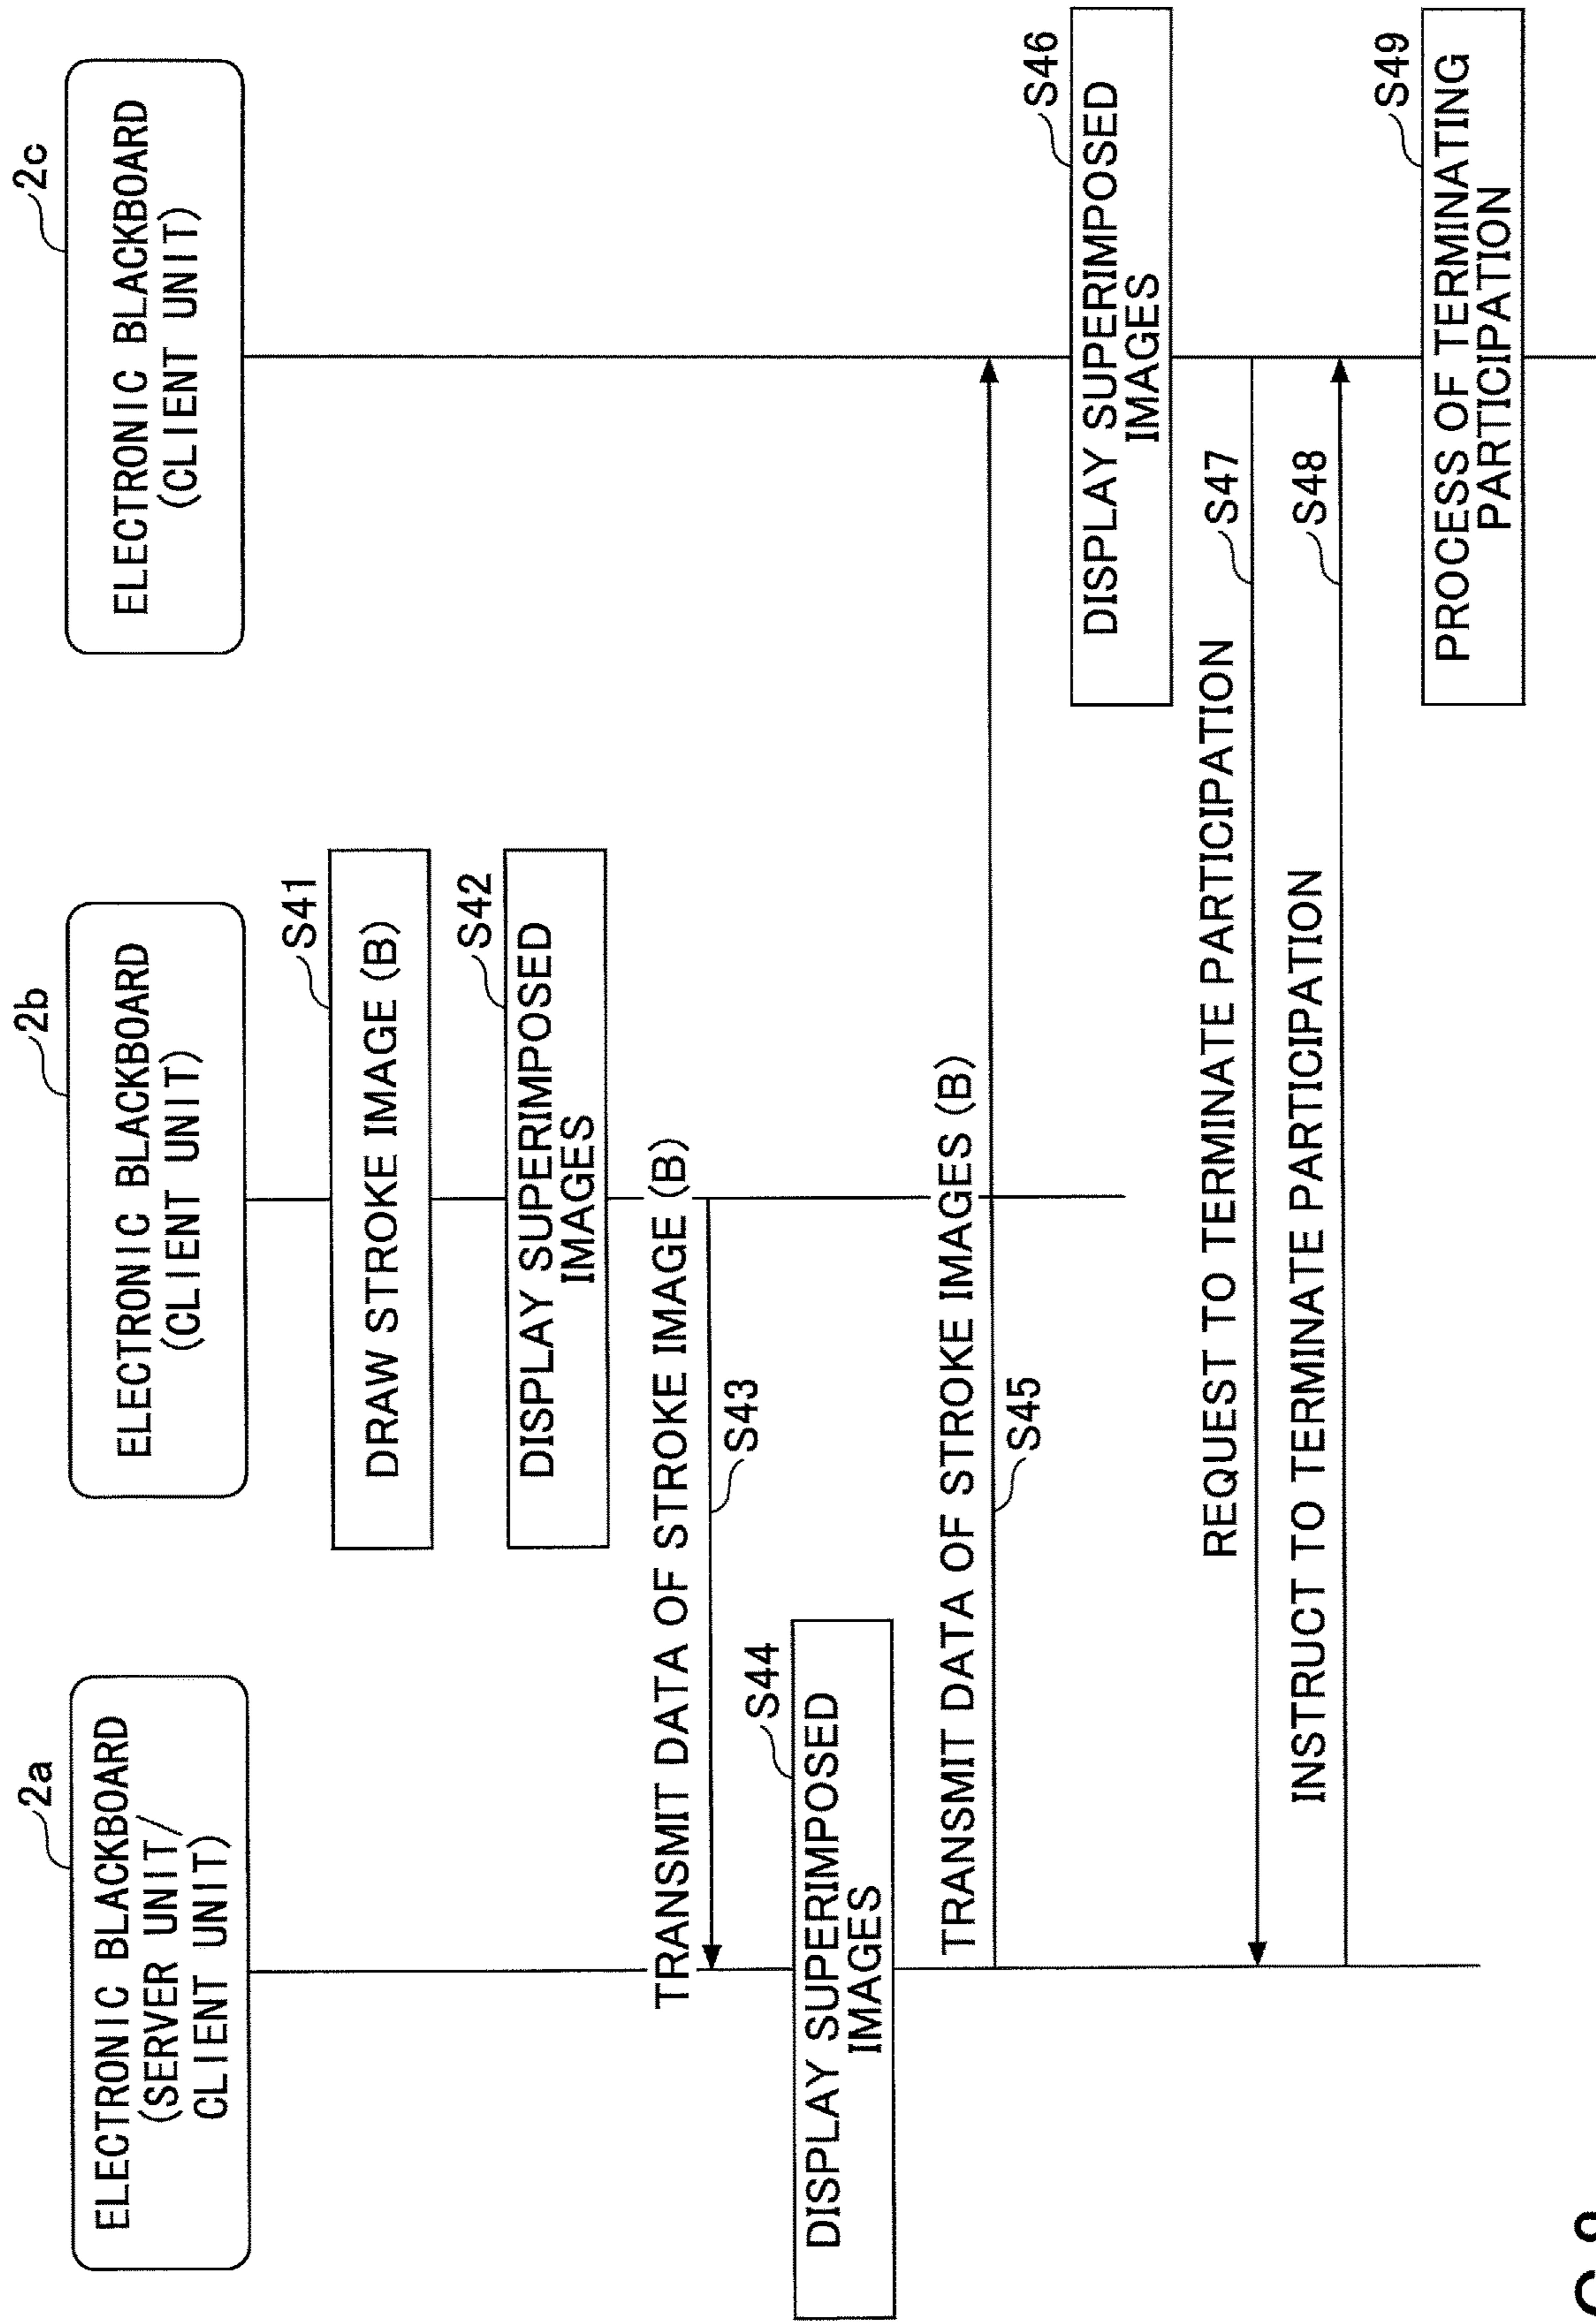 2a
ELECTRONIC BLACKBOARD
(SERVER UNIT/
CLIENT UNIT)
2b
ELECTRONIC BLACKBOARD
(CLIENT UNIT)
2c
ELECTRONIC BLACKBOARD
(CLIENT UNIT)
S41
DRAW STROKE IMAGE (B)
S42
DISPLAY SUPERIMPOSED
IMAGES
TRANSMIT DATA OF STROKE IMAGE (B)
S43
S44
DISPLAY SUPERIMPOSED
IMAGES
TRANSMIT DATA OF STROKE IMAGES (B)
S45
S46
DISPLAY SUPERIMPOSED
IMAGES
REQUEST TO TERMINATE PARTICIPATION
S47
INSTRUCT TO TERMINATE PARTICIPATION
S48
S49
PROCESS OF TERMINATING
PARTICIPATION